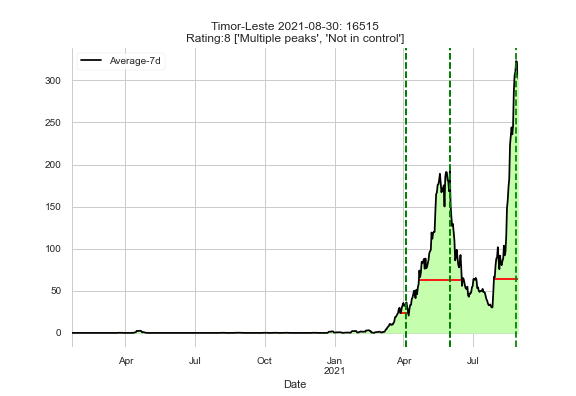 Timor-Leste 2021-08-30: 16515
Rating:8 ['Multiple peaks', 'Not in control']
Average-7d
300
250
200
150
100
50
0
Apr
Jul
Oct
Jan
2021
Apr
Jul
Date